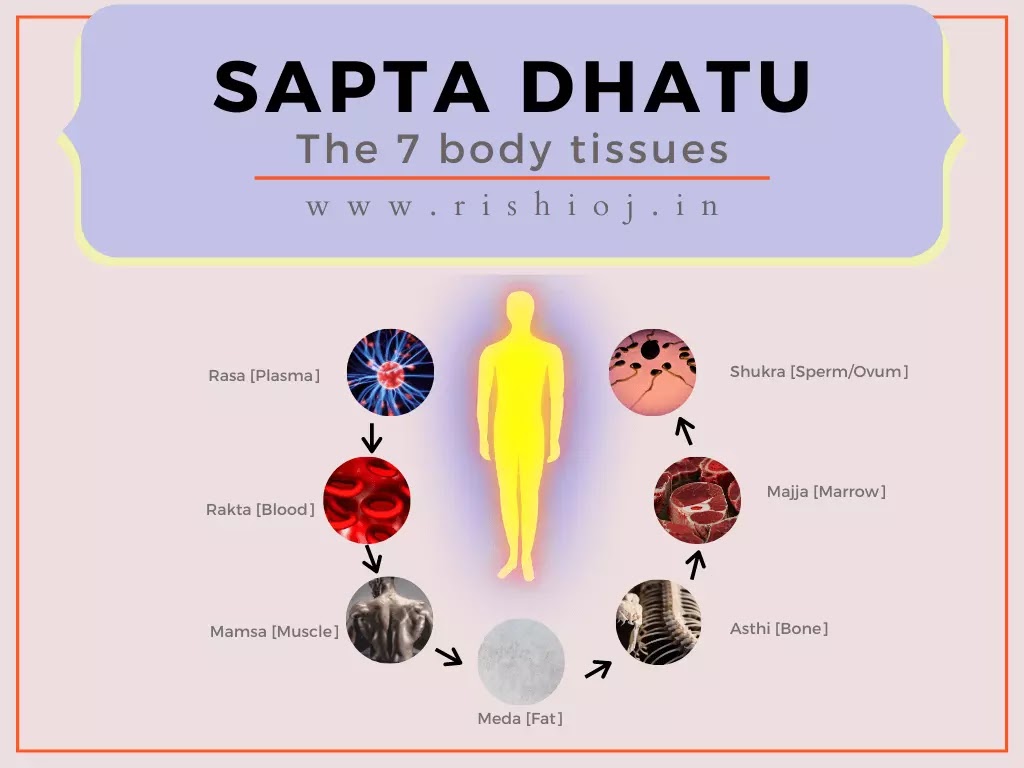 SAPTA DHATU
The 7 body tissues
www.rishioj.in
Rasa [Plasma]
Shukra [Sperm/Ovum]
Rakta [Blood]
Majja [Marrow]
Mamsa [Muscle]
Asthi [Bone]
Meda [Fat]